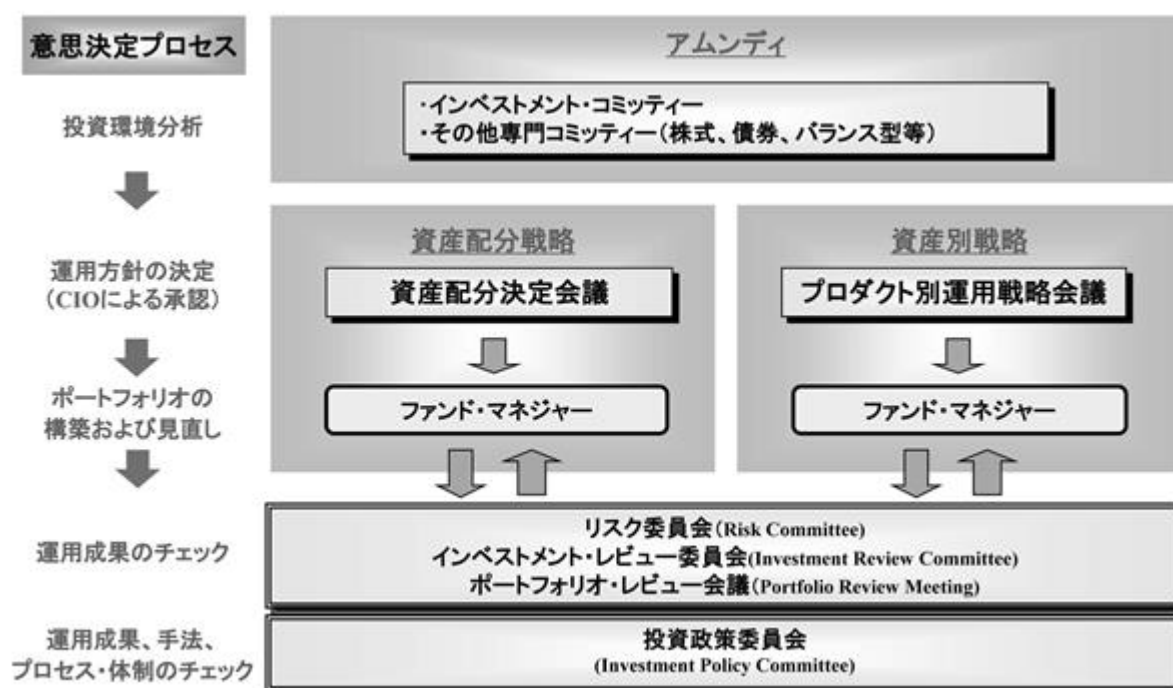 意思決定プロセス
アムンディ
・インベストメント・コミッティー
・その他専門コミッティー（株式、債券、バランス型等）
投資環境分析
資産配分戦略
資産別戦略
運用方針の決定
（CIOによる承認）
資産配分決定会議
プロダクト別運用戦略会議
ポートフォリオの
構築および見直し
ファンド・マネジャー
ファンド・マネジャー
運用成果のチェック
リスク委員会（Risk Committee）
インベストメント・レビュー委員会(Investment Review Committee)
ポートフォリオ・レビュー会議（Portfolio Review Meeting)
運用成果、手法、
プロセス・体制のチェック
投資政策委員会
(Investment Policy Committee)